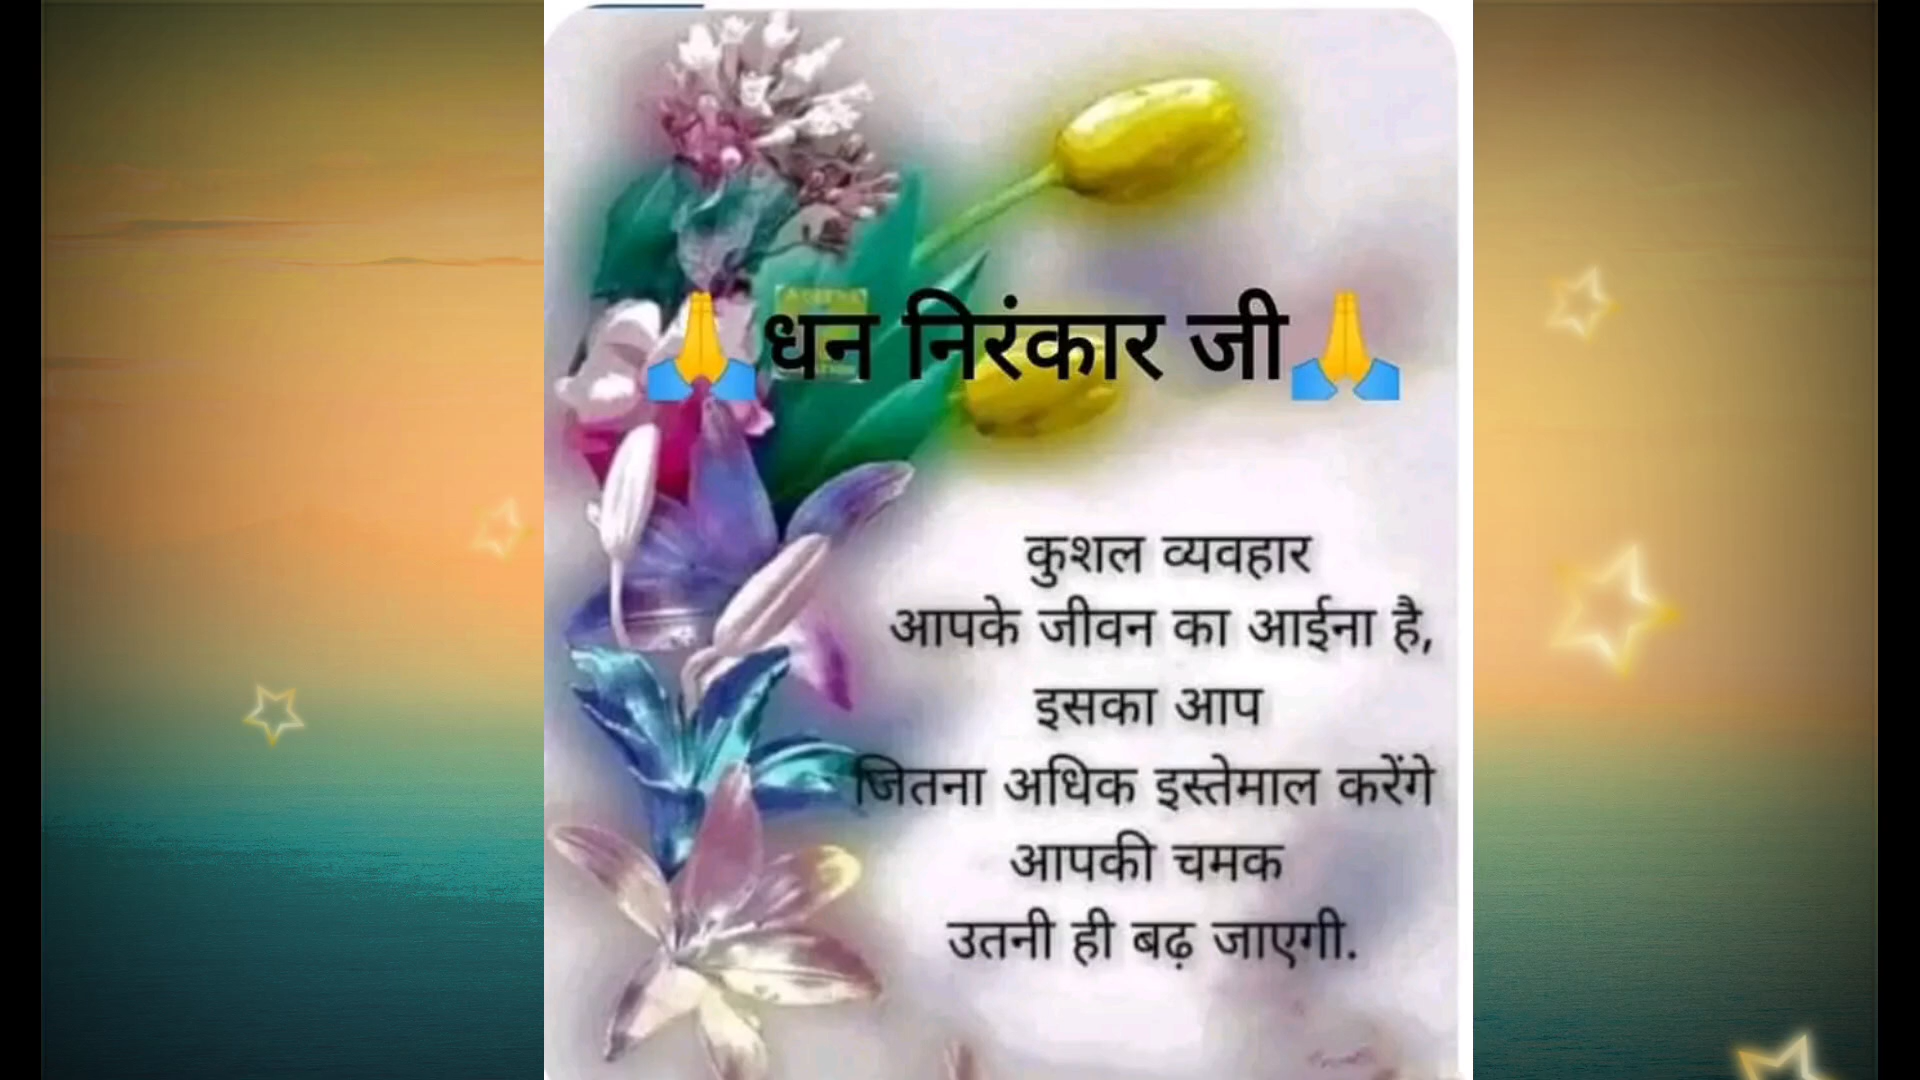 🙏धन निरंकार जी🙏
कुशल व्यवहार
आपके जीवन का आईना है,
इसका आप
जितना अधिक इस्तेमाल करेंगे
आपकी चमक
उतनी ही बढ़ जाएगी.